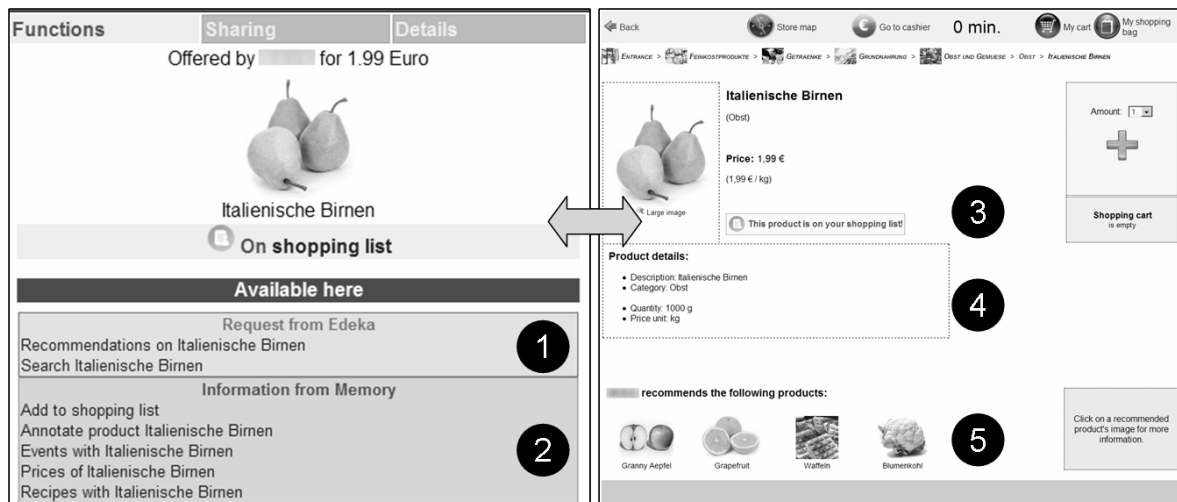 Functions
Sharing
Details
Offered by for 1.99 Euro
Italienische Birnen
On shopping list
Available here
Request from Edeka
Recommendations on Italienische Birnen
Search Italienische Birnen
1
Information from Memory
Add to shopping list
Annotate product Italienische Birnen
Events with Italienische Birnen
Prices of Italienische Birnen
Recipes with Italienische Birnen
2
Back
Store map
€
Go to cashier
0 min.
My cart
My shopping
bag
Entrance > Feinkostprodukte > Getraenke > Grundnahrung > Obst und Gemuese > Obst > Italienische Birnen
Italienische Birnen
(Obst)
Price: 1,99 €
(1,99 € / kg)
Large image
This product is on your shopping list!
3
Amount: 1
Shopping cart
is empty
Product details:
• Description: Italienische Birnen
• Category: Obst
• Quantity: 1000 g
• Price unit: kg
4
recommends the following products:
Granny Aepfel
Grapefruit
Waffeln
Blumenkohl
5
Click on a recommended
product's image for more
information.